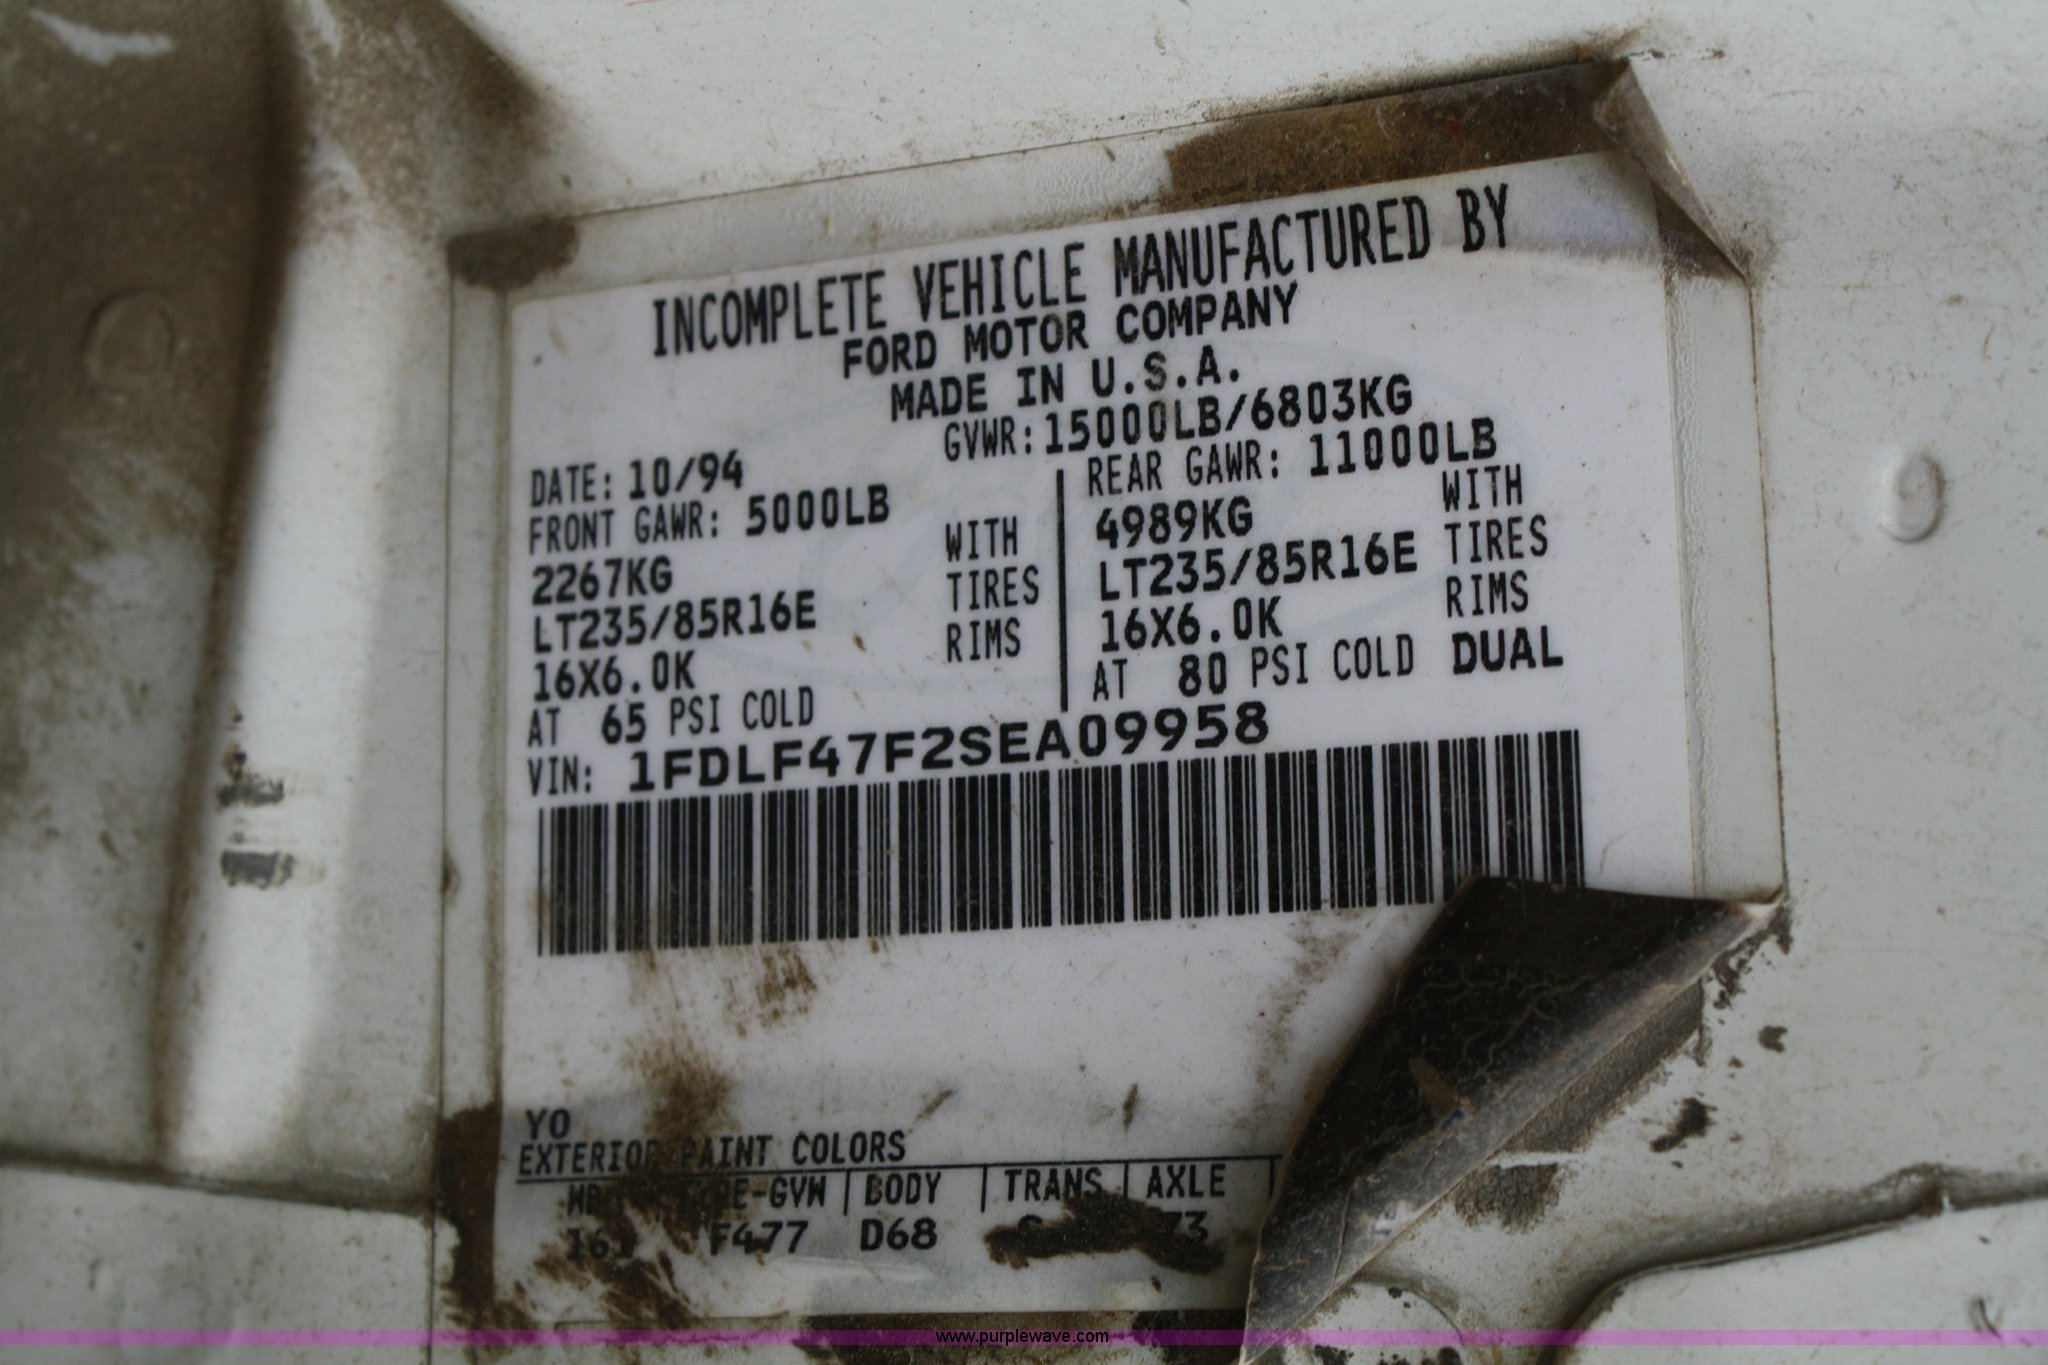 INCOMPLETE VEHICLE MANUFACTURED BY
FORD MOTOR COMPANY
MADE IN U.S.A.
GVWR: 15000LB/6803KG
DATE: 10/94
FRONT GAWR: 5000LB
2267KG WITH
LT235/85R16E TIRES
16X6.0K RIMS
AT 65 PSI COLD
REAR GAWR: 11000LB
4989KG WITH
LT235/85R16E TIRES
16X6.0K RIMS
AT 80 PSI COLD DUAL
VIN: 1FDLF47F2SEA09958
YO
EXTERIOR PAINT COLORS
BODY TRANS AXLE
F477 D68
www.purplewave.com